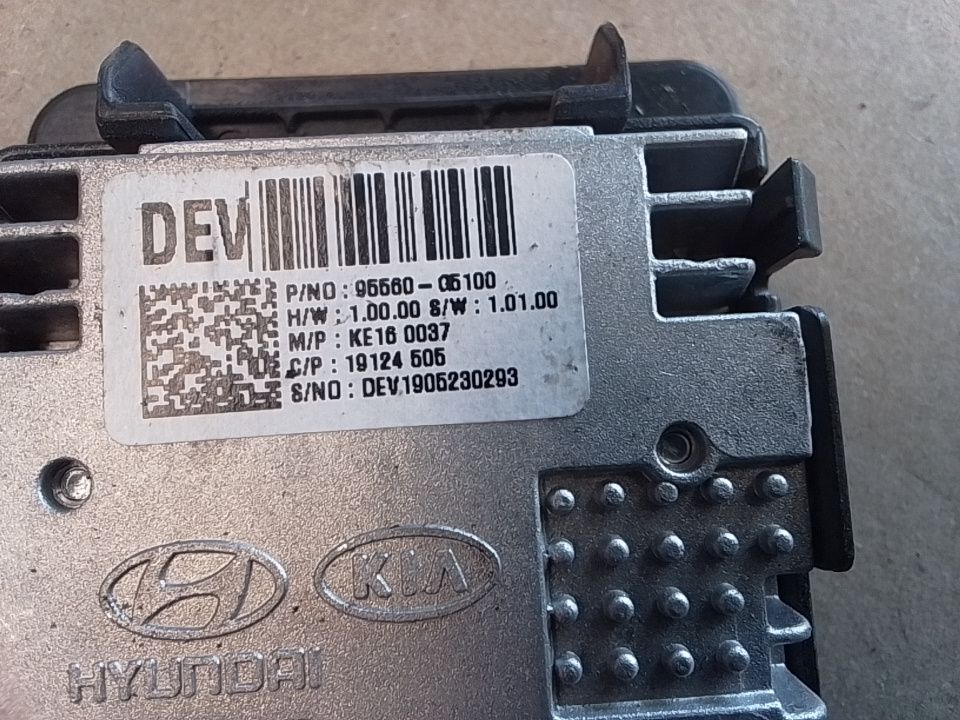 DEV
P/NO : 95560-G5100
H/W : 1.00.00 S/W : 1.01.00
M/P : KE16 0037
C/P : 19124 505
S/NO : DEV1905230293
KIA
HYUNDAI